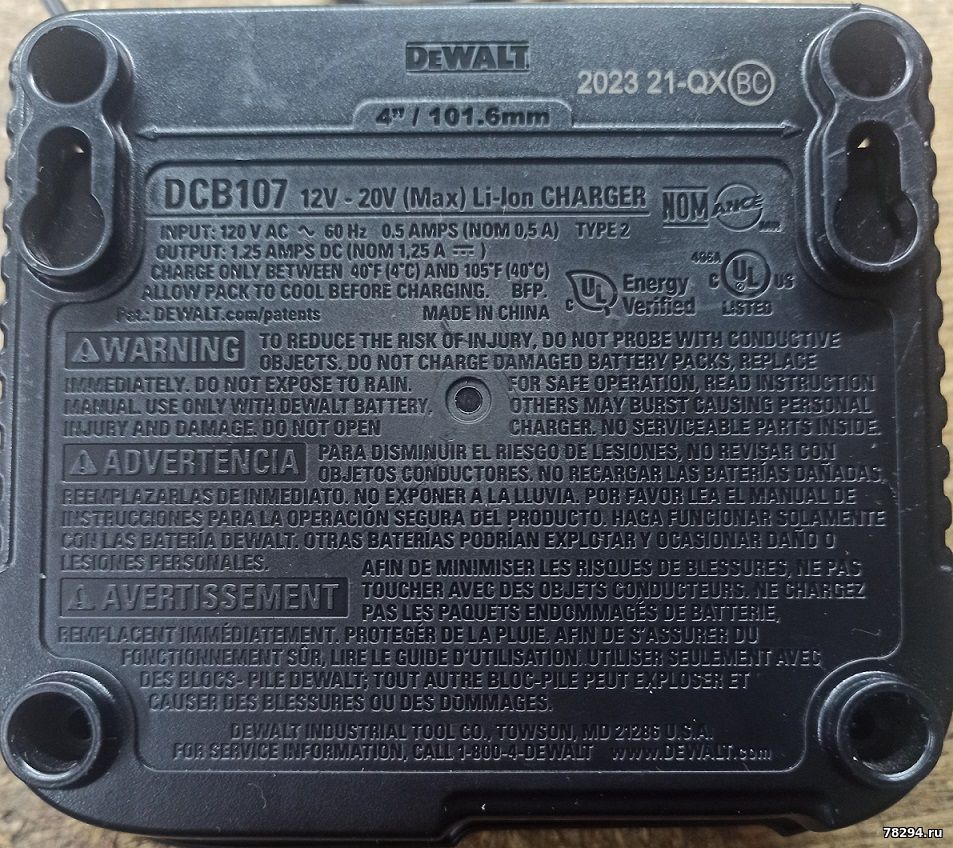 DEWALT
2023 21-QX BC
4” / 101.6mm
DCB107 12V - 20V (Max) Li-Ion CHARGER
NOM ANCE
INPUT: 120 V AC ∼ 60 Hz 0.5 AMPS (NOM 0,5 A) TYPE 2
OUTPUT: 1.25 AMPS DC (NOM 1,25 A ⎓)
CHARGE ONLY BETWEEN 40°F (4°C) AND 105°F (40°C)
ALLOW PACK TO COOL BEFORE CHARGING. BFP.
Pat.: DEWALT.com/patents MADE IN CHINA
C UL Energy
Verified
C UL US
LISTED
WARNING TO REDUCE THE RISK OF INJURY, DO NOT PROBE WITH CONDUCTIVE
OBJECTS. DO NOT CHARGE DAMAGED BATTERY PACKS, REPLACE
IMMEDIATELY. DO NOT EXPOSE TO RAIN. FOR SAFE OPERATION, READ INSTRUCTION
MANUAL. USE ONLY WITH DEWALT BATTERY. OTHERS MAY BURST CAUSING PERSONAL
INJURY AND DAMAGE. DO NOT OPEN CHARGER. NO SERVICEABLE PARTS INSIDE.
ADVERTENCIA PARA DISMINUIR EL RIESGO DE LESIONES, NO REVISAR CON
OBJETOS CONDUCTORES. NO RECARGAR LAS BATERÍAS DAÑADAS,
REEMPLAZARLAS DE INMEDIATO. NO EXPONER A LA LLUVIA. POR FAVOR LEA EL MANUAL DE
INSTRUCCIONES PARA LA OPERACIÓN SEGURA DEL PRODUCTO. HAGA FUNCIONAR SOLAMENTE
CON LAS BATERÍA DEWALT. OTRAS BATERÍAS PODRÍAN EXPLOTAR Y OCASIONAR DAÑO O
LESIONES PERSONALES.
AVERTISSEMENT AFIN DE MINIMISER LES RISQUES DE BLESSURES, NE PAS
TOUCHER AVEC DES OBJETS CONDUCTEURS. NE CHARGEZ
PAS LES PAQUETS ENDOMMAGÉS DE BATTERIE,
REMPLACENT IMMÉDIATEMENT. PROTEGER DE LA PLUIE. AFIN DE S'ASSURER DU
FONCTIONNEMENT SÛR, LIRE LE GUIDE D'UTILISATION. UTILISER SEULEMENT AVEC
DES BLOCS- PILE DEWALT; TOUT AUTRE BLOC-PILE PEUT EXPLOSER ET
CAUSER DES BLESSURES OU DES DOMMAGES.
DEWALT INDUSTRIAL TOOL CO., TOWSON, MD 21286 U.S.A.
FOR SERVICE INFORMATION, CALL 1-800-4-DEWALT www.DEWALT.com
78294.ru